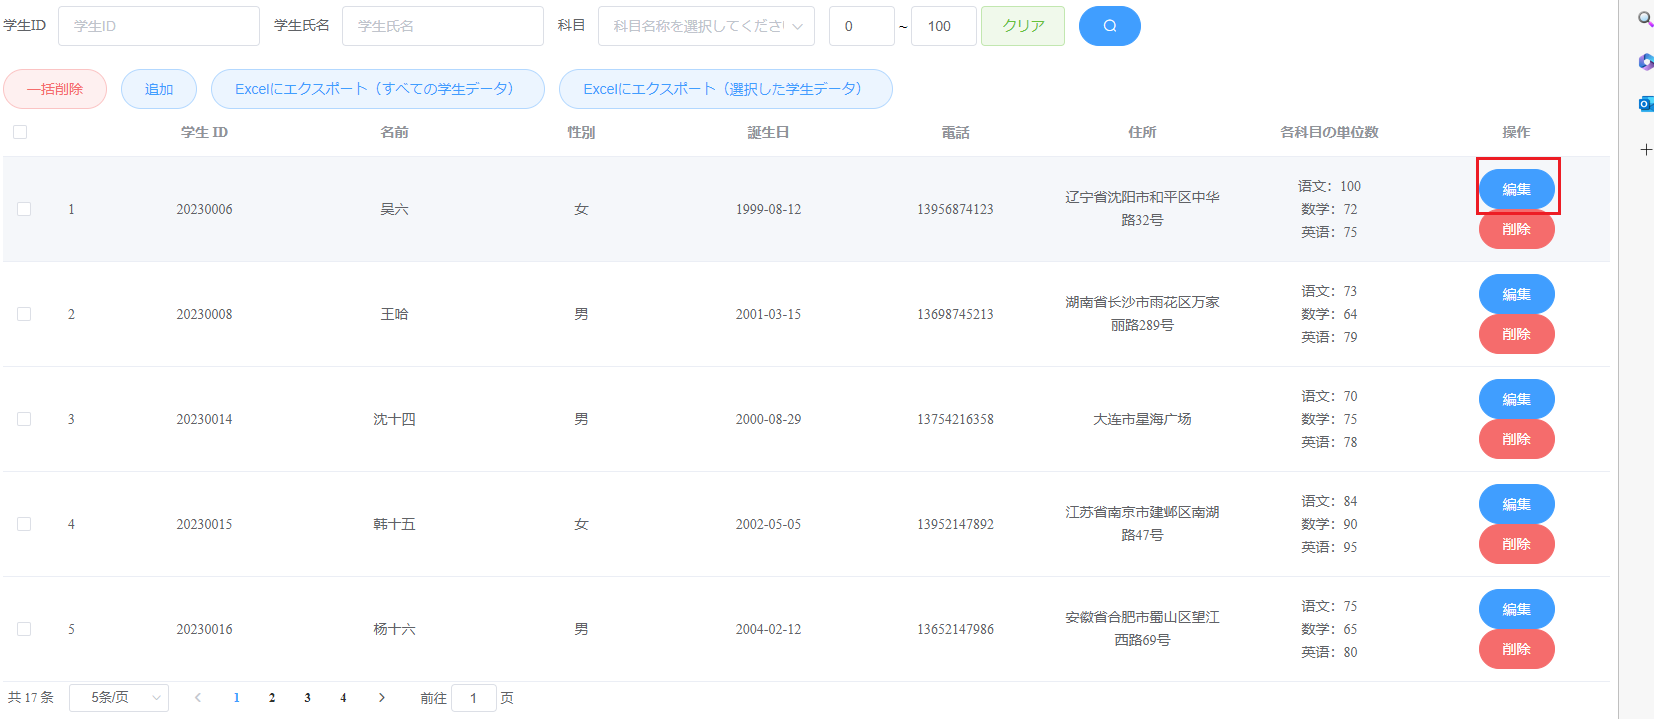 学生ID 学生ID 学生氏名 学生氏名 科目 科目名称を選択してくださ 0 ~ 100 クリア
一括削除 追加 Excelにエクスポート（すべての学生データ） Excelにエクスポート（選択した学生データ）
学生 ID 名前 性別 誕生日 電話 住所 各科目の単位数 操作
1 20230006 吴六 女 1999-08-12 13956874123 辽宁省沈阳市和平区中华
路32号
语文：100
数学：72
英语：75
编集
削除
2 20230008 王哈 男 2001-03-15 13698745213 湖南省长沙市雨花区万家
丽路289号
语文：73
数学：64
英语：79
编集
削除
3 20230014 沈十四 男 2000-08-29 13754216358 大连市星海广场
语文：70
数学：75
英语：78
编集
削除
4 20230015 韩十五 女 2002-05-05 13952147892 江苏省南京市建邺区南湖
路47号
语文：84
数学：90
英语：95
编集
削除
5 20230016 杨十六 男 2004-02-12 13652147986 安徽省合肥市蜀山区望江
西路69号
语文：75
数学：65
英语：80
编集
削除
共 17 条 5条/页 1 2 3 4 前往 1 页